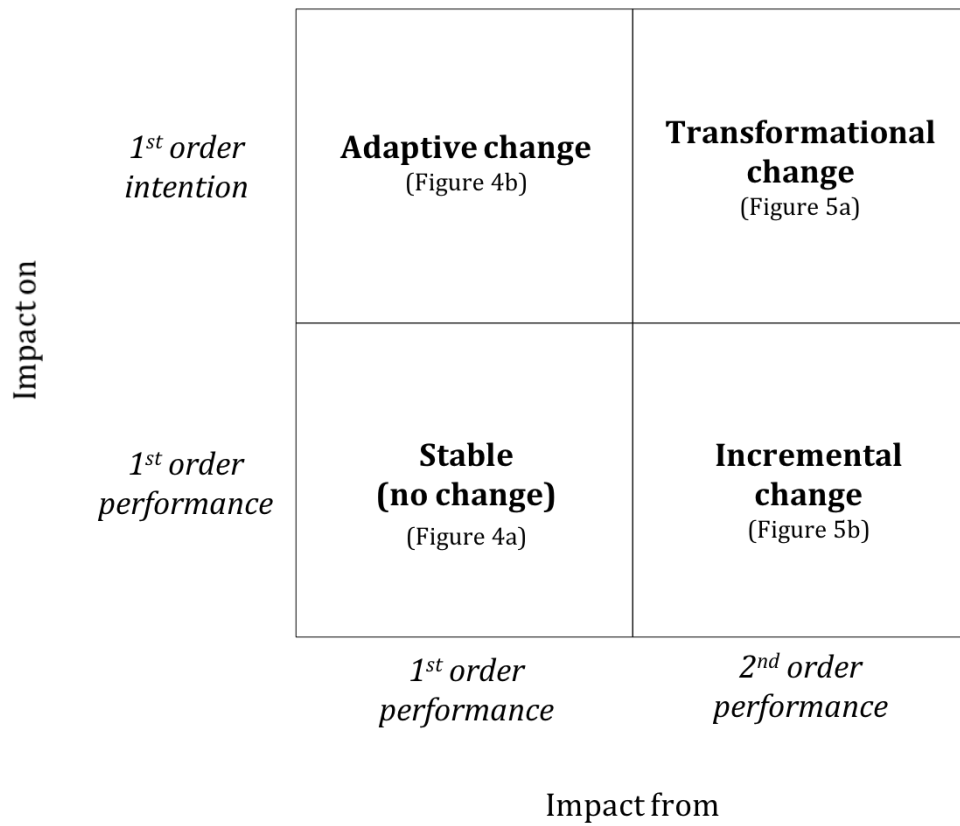 1st order
intention
Adaptive change
(Figure 4b)
Transformational
change
(Figure 5a)
Impact on
1st order
performance
Stable
(no change)
(Figure 4a)
Incremental
change
(Figure 5b)
1st order
performance
2nd order
performance
Impact from